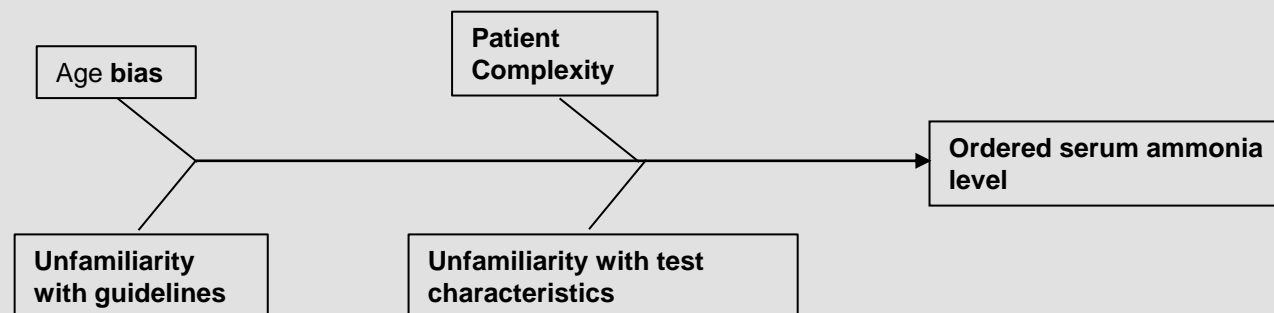 Age bias
Patient
Complexity
Ordered serum ammonia
level
Unfamiliarity
with guidelines
Unfamiliarity with test
characteristics